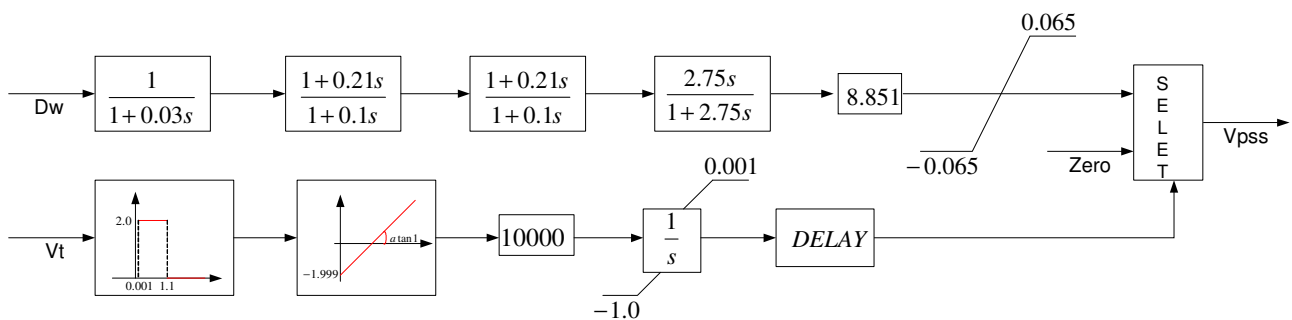 0.065
1
1+0.03s
1+0.21s
1+0.1s
1+0.21s
1+0.1s
2.75s
1+2.75s
8.851
Dw
−0.065
S
E
L
E
T
Vpss
Zero
2.0
0.001 1.1
a tan 1
−1.999
10000
0.001
1
s
−1.0
DELAY
Vt